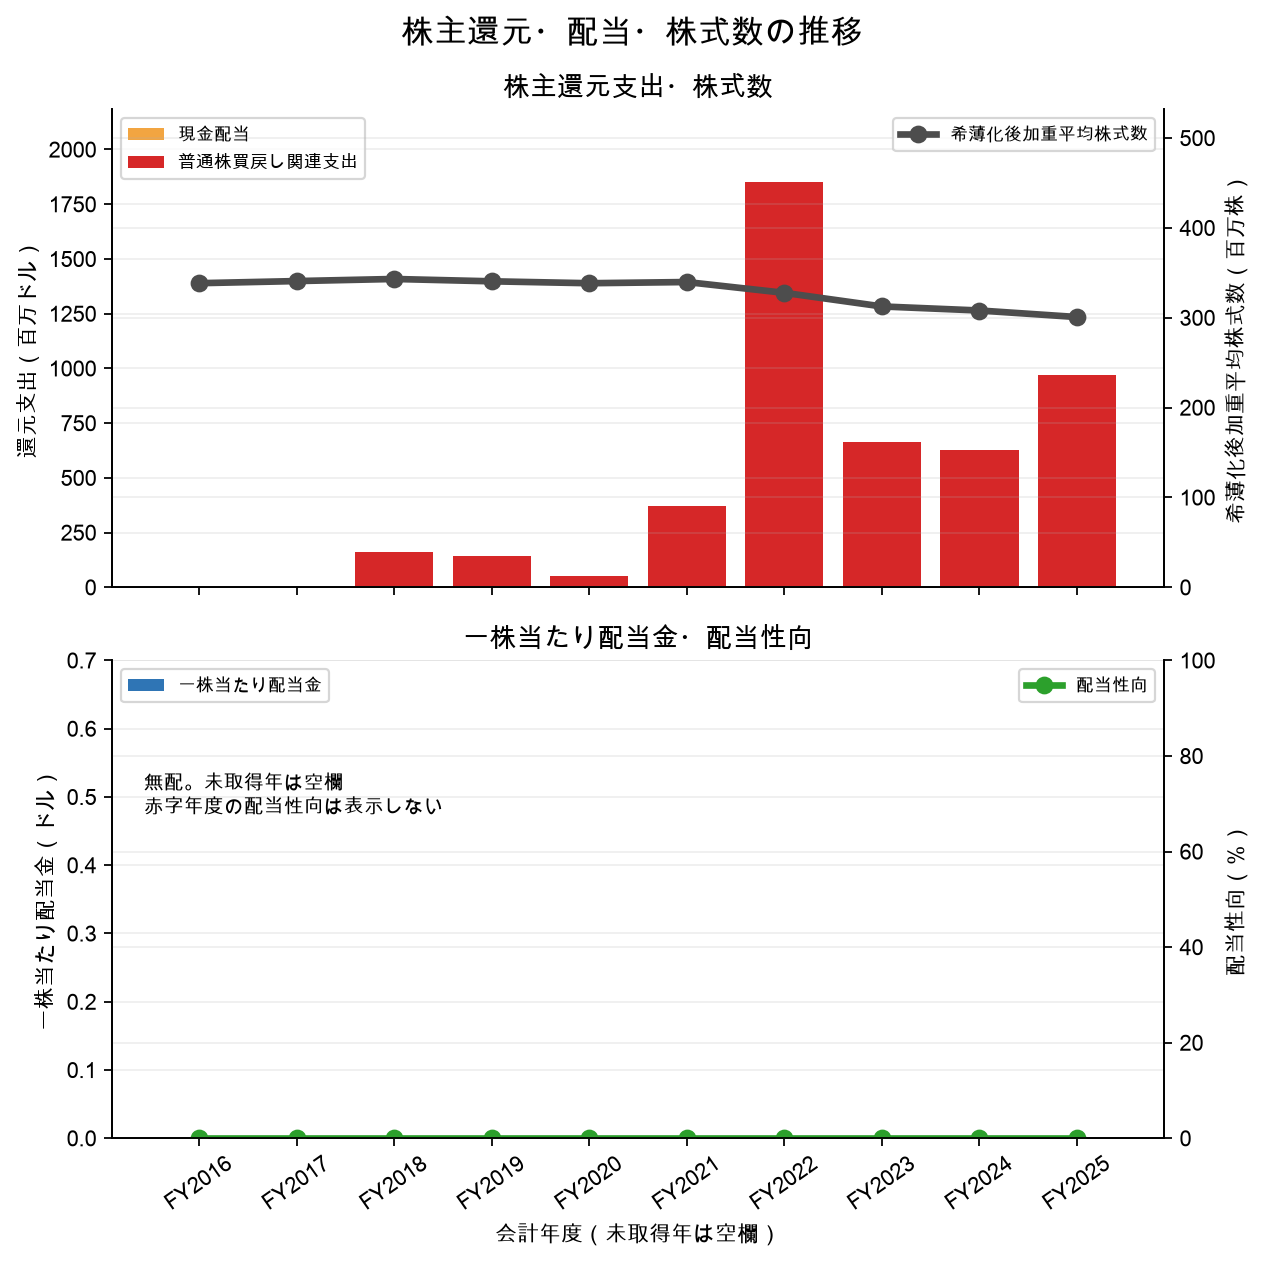 株主還元・配当・株式数の推移
株主還元支出・株式数
現金配当
普通株買戻し関連支出
希薄化後加重平均株式数
2000
1750
1500
1250
1000
750
500
250
0
還元支出(百万ドル)
500
400
300
200
100
0
希薄化後加重平均株式数(百万株)
一株当たり配当金・配当性向
一株当たり配当金
配当性向
無配。未取得年は空欄
赤字年度の配当性向は表示しない
0.7
0.6
0.5
0.4
0.3
0.2
0.1
0.0
一株当たり配当金(ドル)
100
80
60
40
20
0
配当性向(%)
FY2016
FY2017
FY2018
FY2019
FY2020
FY2021
FY2022
FY2023
FY2024
FY2025
会計年度(未取得年は空欄)